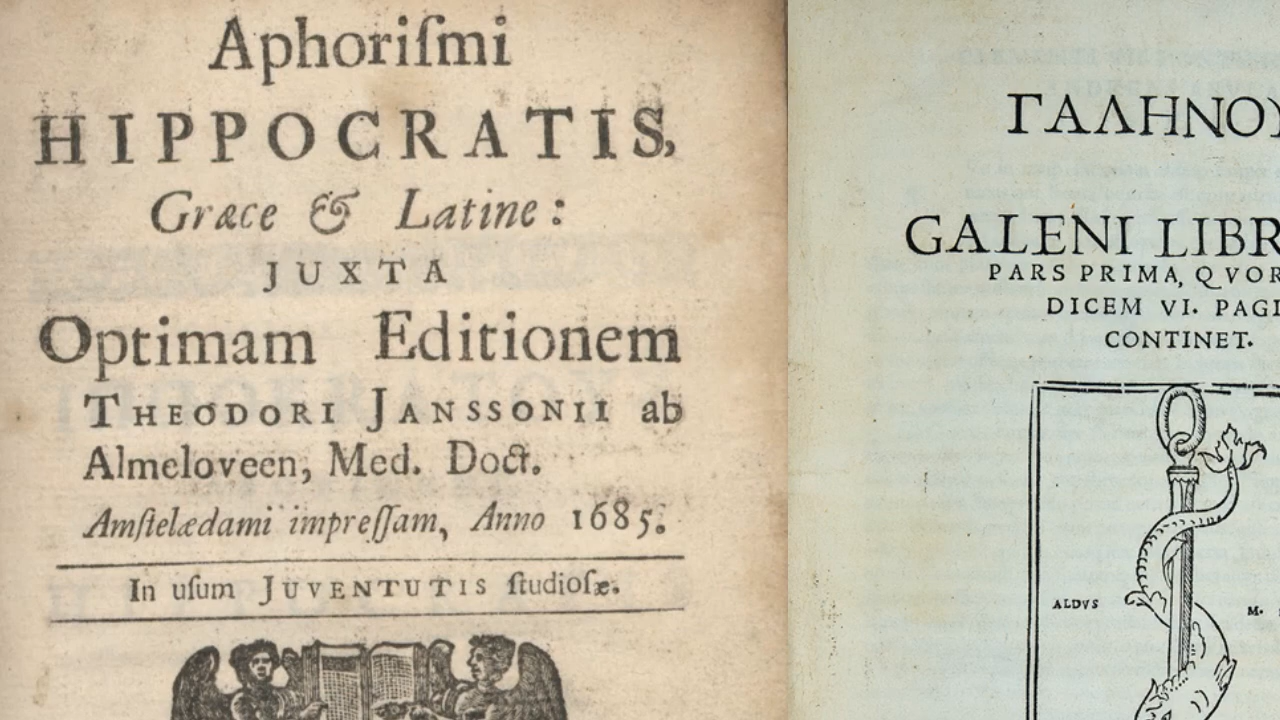 Aphoriſmi
HIPPOCRATIS,
Græce & Latine:
JUXTA
Optimam Editionem
THEODORI JANSSONII ab
Almeloveen, Med. Doct.
Amſtelædami impreſſam, Anno 1685.
In uſum JUVENTUTIS ſtudioſæ.
ΓΑΛΗΝΟΥ
GALENI LIBR
PARS PRIMA, QVOR
DICEM VI. PAGI
CONTINET.
ALDVS
M.